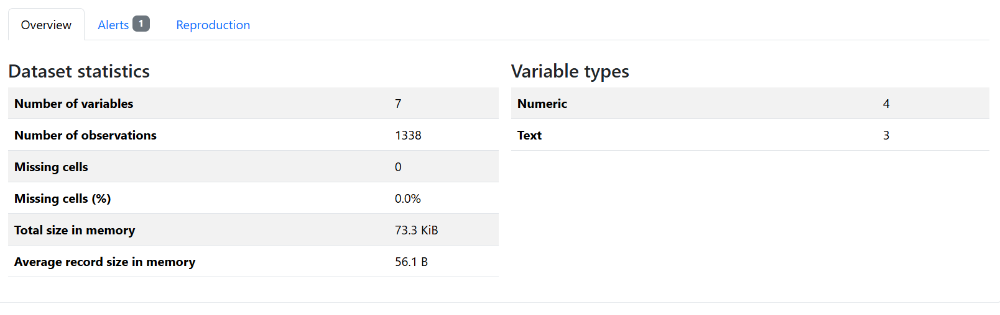 Overview Alerts 1 Reproduction
Dataset statistics
Number of variables 7
Number of observations 1338
Missing cells 0
Missing cells (%) 0.0%
Total size in memory 73.3 KiB
Average record size in memory 56.1 B
Variable types
Numeric 4
Text 3